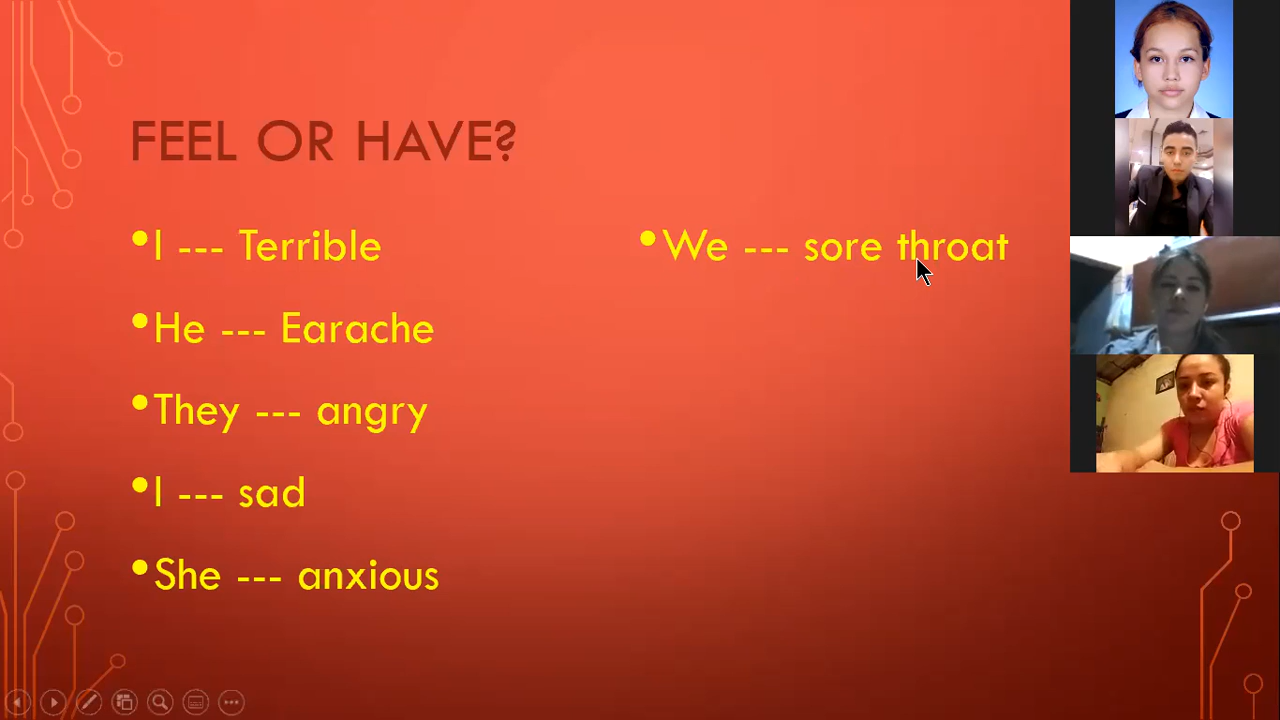 FEEL OR HAVE?
•I --- Terrible
•He --- Earache
•They --- angry
•I --- sad
•She --- anxious
•We --- sore throat